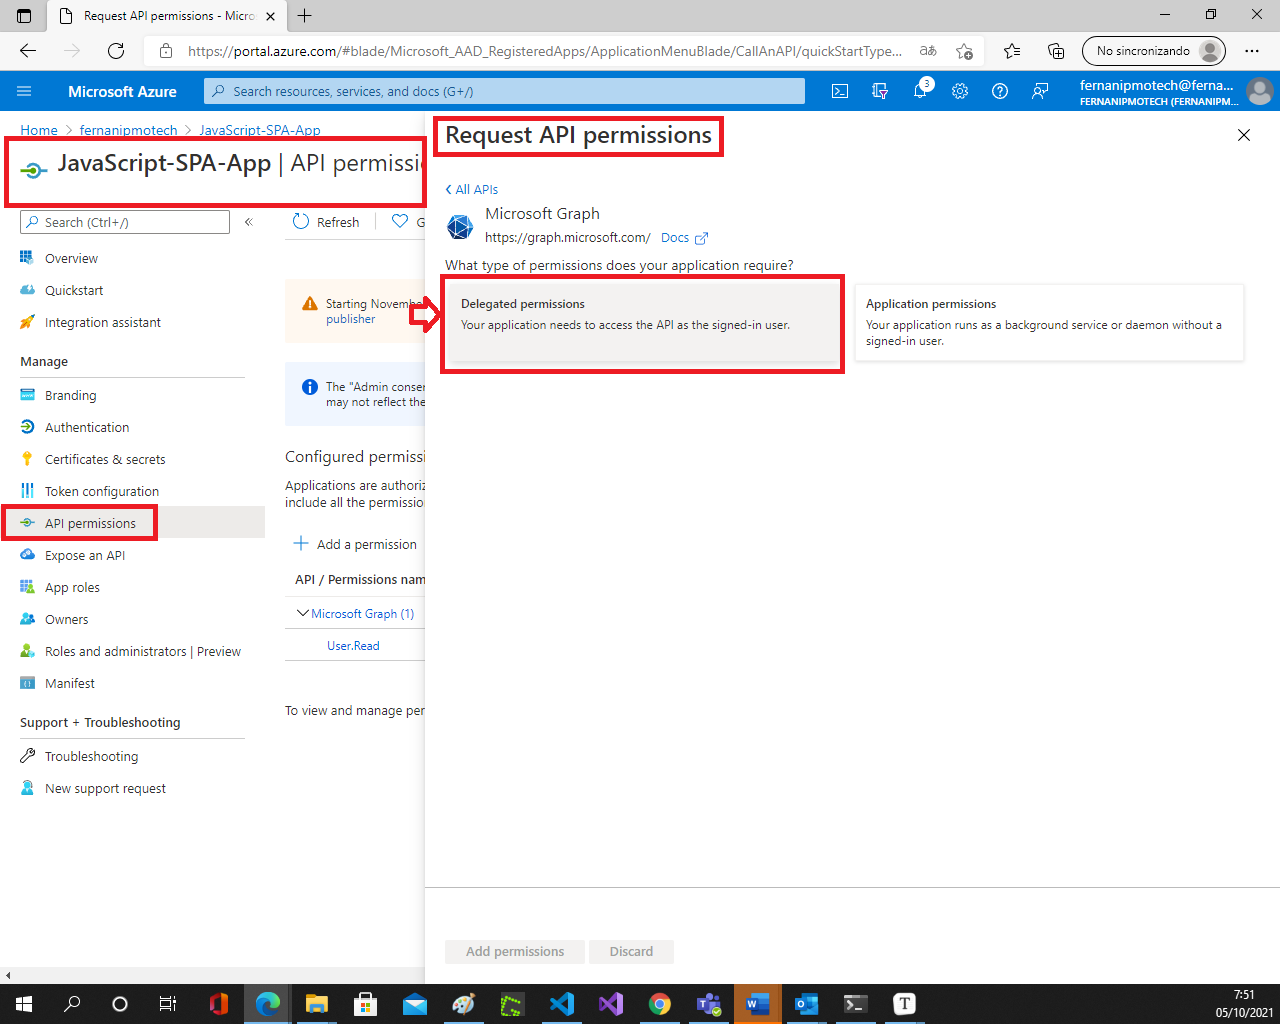 Request API permissions - Micro
https://portal.azure.com/#blade/Microsoft_AAD_RegisteredApps/ApplicationMenuBlade/CallAnAPI/quickStartType...
aあ
No sincronizando
Microsoft Azure
Search resources, services, and docs (G+/)
3
fernanipmotech@ferna...
FERNANIPMOTECH (FERNANIPM...
Home > fernanipmotech > JavaScript-SPA-App
JavaScript-SPA-App | API permissi
Search (Ctrl+/)
«
Overview
Quickstart
Integration assistant
Manage
Branding
Authentication
Certificates & secrets
Token configuration
API permissions
Expose an API
App roles
Owners
Roles and administrators | Preview
Manifest
Support + Troubleshooting
Troubleshooting
New support request
Refresh
G
Starting Novembe
publisher
The "Admin conser
may not reflect the
Configured permissi
Applications are authoriz
include all the permission
Add a permission
API / Permissions nam
Microsoft Graph (1)
User.Read
To view and manage per
Request API permissions
All APIs
Microsoft Graph
https://graph.microsoft.com/ Docs
What type of permissions does your application require?
Delegated permissions
Your application needs to access the API as the signed-in user.
Application permissions
Your application runs as a background service or daemon without a
signed-in user.
Add permissions
Discard
7:51
05/10/2021